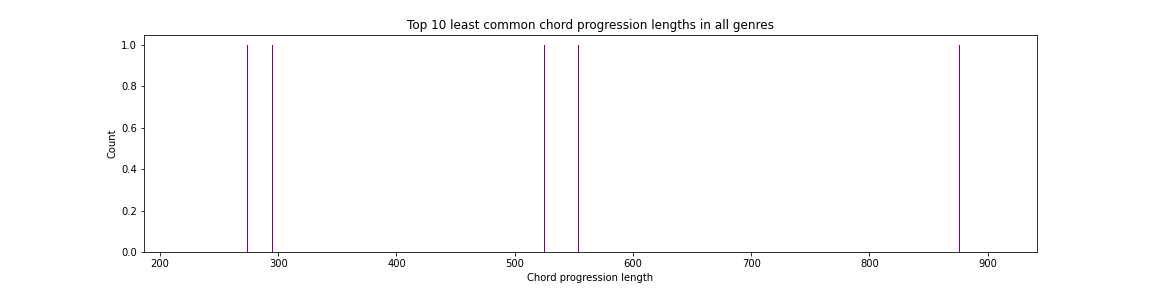 Top 10 least common chord progression lengths in all genres
1.0
0.8
0.6
0.4
0.2
0.0
Count
200 300 400 500 600 700 800 900
Chord progression length